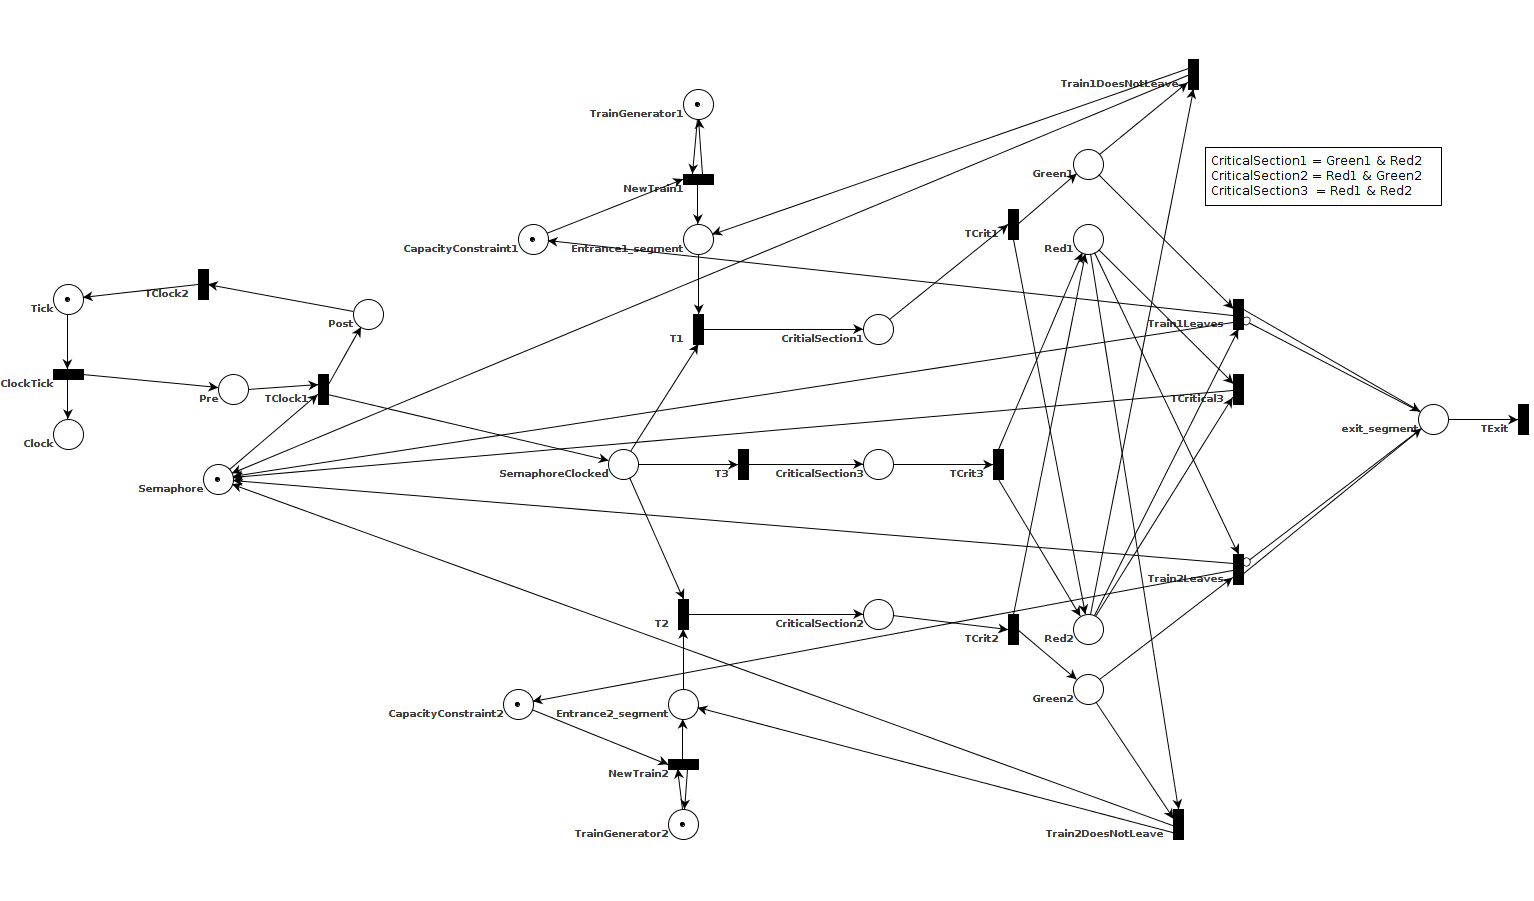 Train1DoesNotLeave
TrainGenerator1
CriticalSection1 = Green1 & Red2
CriticalSection2 = Red1 & Green2
CriticalSection3  = Red1 & Red2
Green1
NewTrain1
TCrit1
CapacityConstraint1
Entrance1_segment
Red1
TClock2
Tick
Post
Train1Leaves
T1
CritialSection1
ClockTick
Pre
TClock1
TCritical3
exit_segment
TExit
Clock
Semaphore
SemaphoreClocked
T3
CriticalSection3
TCrit3
Train2Leaves
T2
CriticalSection2
TCrit2
Red2
Green2
CapacityConstraint2
Entrance2_segment
NewTrain2
TrainGenerator2
Train2DoesNotLeave